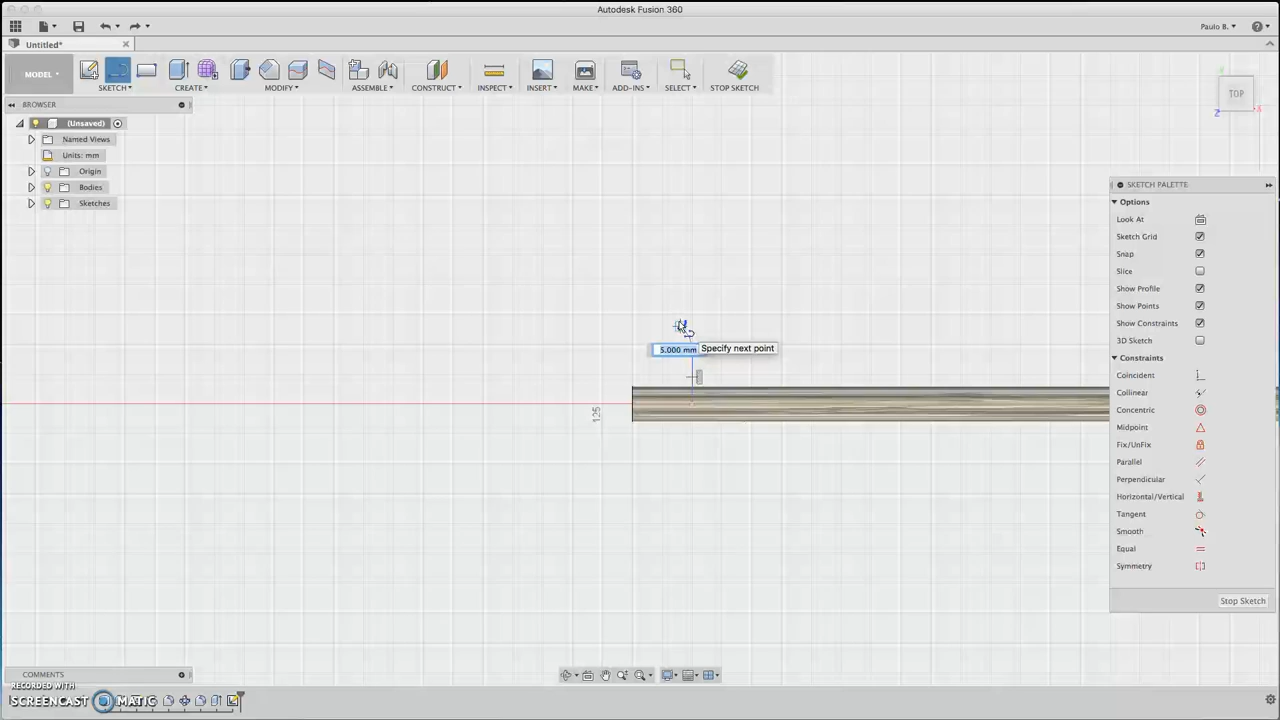 Autodesk Fusion 360
Paulo B.
Untitled*
MODEL
SKETCH
CREATE
MODIFY
ASSEMBLE
CONSTRUCT
INSPECT
INSERT
MAKE
ADD-INS
SELECT
STOP SKETCH
TOP
Z
X
BROWSER
(Unsaved)
Named Views
Units: mm
Origin
Bodies
Sketches
SKETCH PALETTE
Options
Look At
Sketch Grid
Snap
Slice
Show Profile
Show Points
Show Constraints
3D Sketch
Constraints
Coincident
Collinear
Concentric
Midpoint
Fix/UnFix
Parallel
Perpendicular
Horizontal/Vertical
Tangent
Smooth
Equal
Symmetry
Stop Sketch
5.000 mm
Specify next point
125
COMMENTS
RECORDED WITH
SCREENCAST MATIC